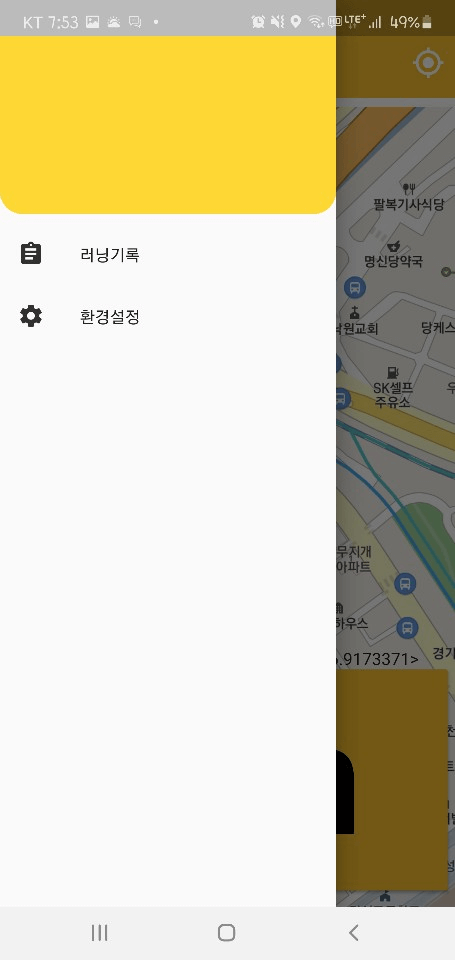 KT 7:53
HD LTE+ 49%
러닝기록
환경설정
팔복기사식당
명신당약국
낙원교회
당케스
SK셀프
주유소
무지개
아파트
하우스
.9173371>
경기